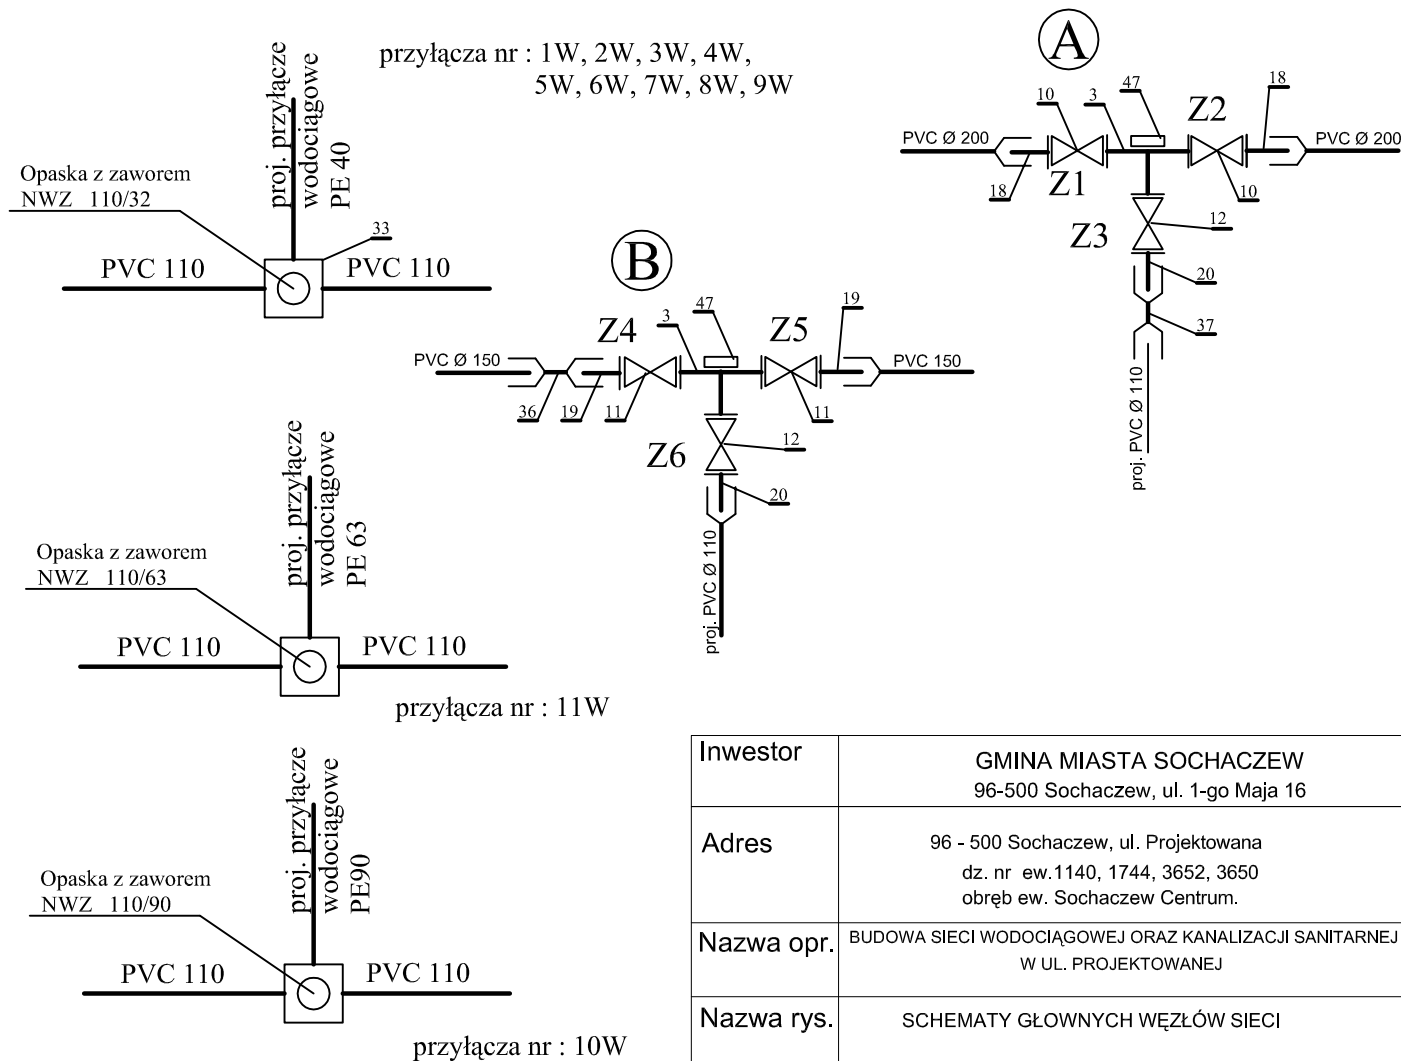 przyłącza nr : 1W, 2W, 3W, 4W,
5W, 6W, 7W, 8W, 9W
proj. przyłącze
wodociągowe
PE 40
Opaska z zaworem
NWZ 110/32
33
PVC 110
PVC 110
A
PVC Ø 200
10
3
47
Z2
18
PVC Ø 200
18
Z1
10
Z3
12
20
37
proj. PVC Ø 110
B
Z4
3
47
Z5
19
PVC Ø 150
PVC 150
36
19
11
11
Z6
12
20
proj. PVC Ø 110
proj. przyłącze
wodociągowe
PE 63
Opaska z zaworem
NWZ 110/63
PVC 110
PVC 110
przyłącza nr : 11W
proj. przyłącze
wodociągowe
PE90
Opaska z zaworem
NWZ 110/90
PVC 110
PVC 110
przyłącza nr : 10W
Inwestor
GMINA MIASTA SOCHACZEW
96-500 Sochaczew, ul. 1-go Maja 16
Adres
96 - 500 Sochaczew, ul. Projektowana
dz. nr ew.1140, 1744, 3652, 3650
obręb ew. Sochaczew Centrum.
Nazwa opr.
BUDOWA SIECI WODOCIĄGOWEJ ORAZ KANALIZACJI SANITARNEJ
W UL. PROJEKTOWANEJ
Nazwa rys.
SCHEMATY GŁOWNYCH WĘZŁÓW SIECI